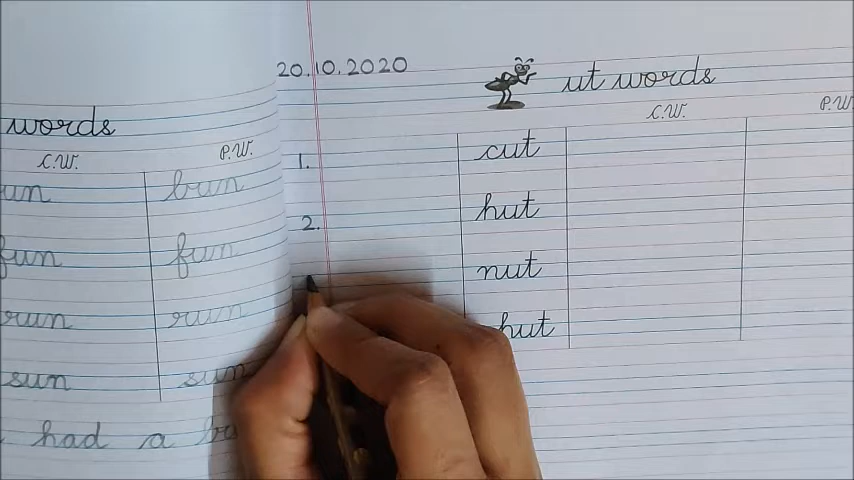 words
C.W. P.W.
un bun
fun fun
run run
sun sun
had a
20.10.2020 ut words
C.W. P.W.
1. cut
2. hut
nut
hut